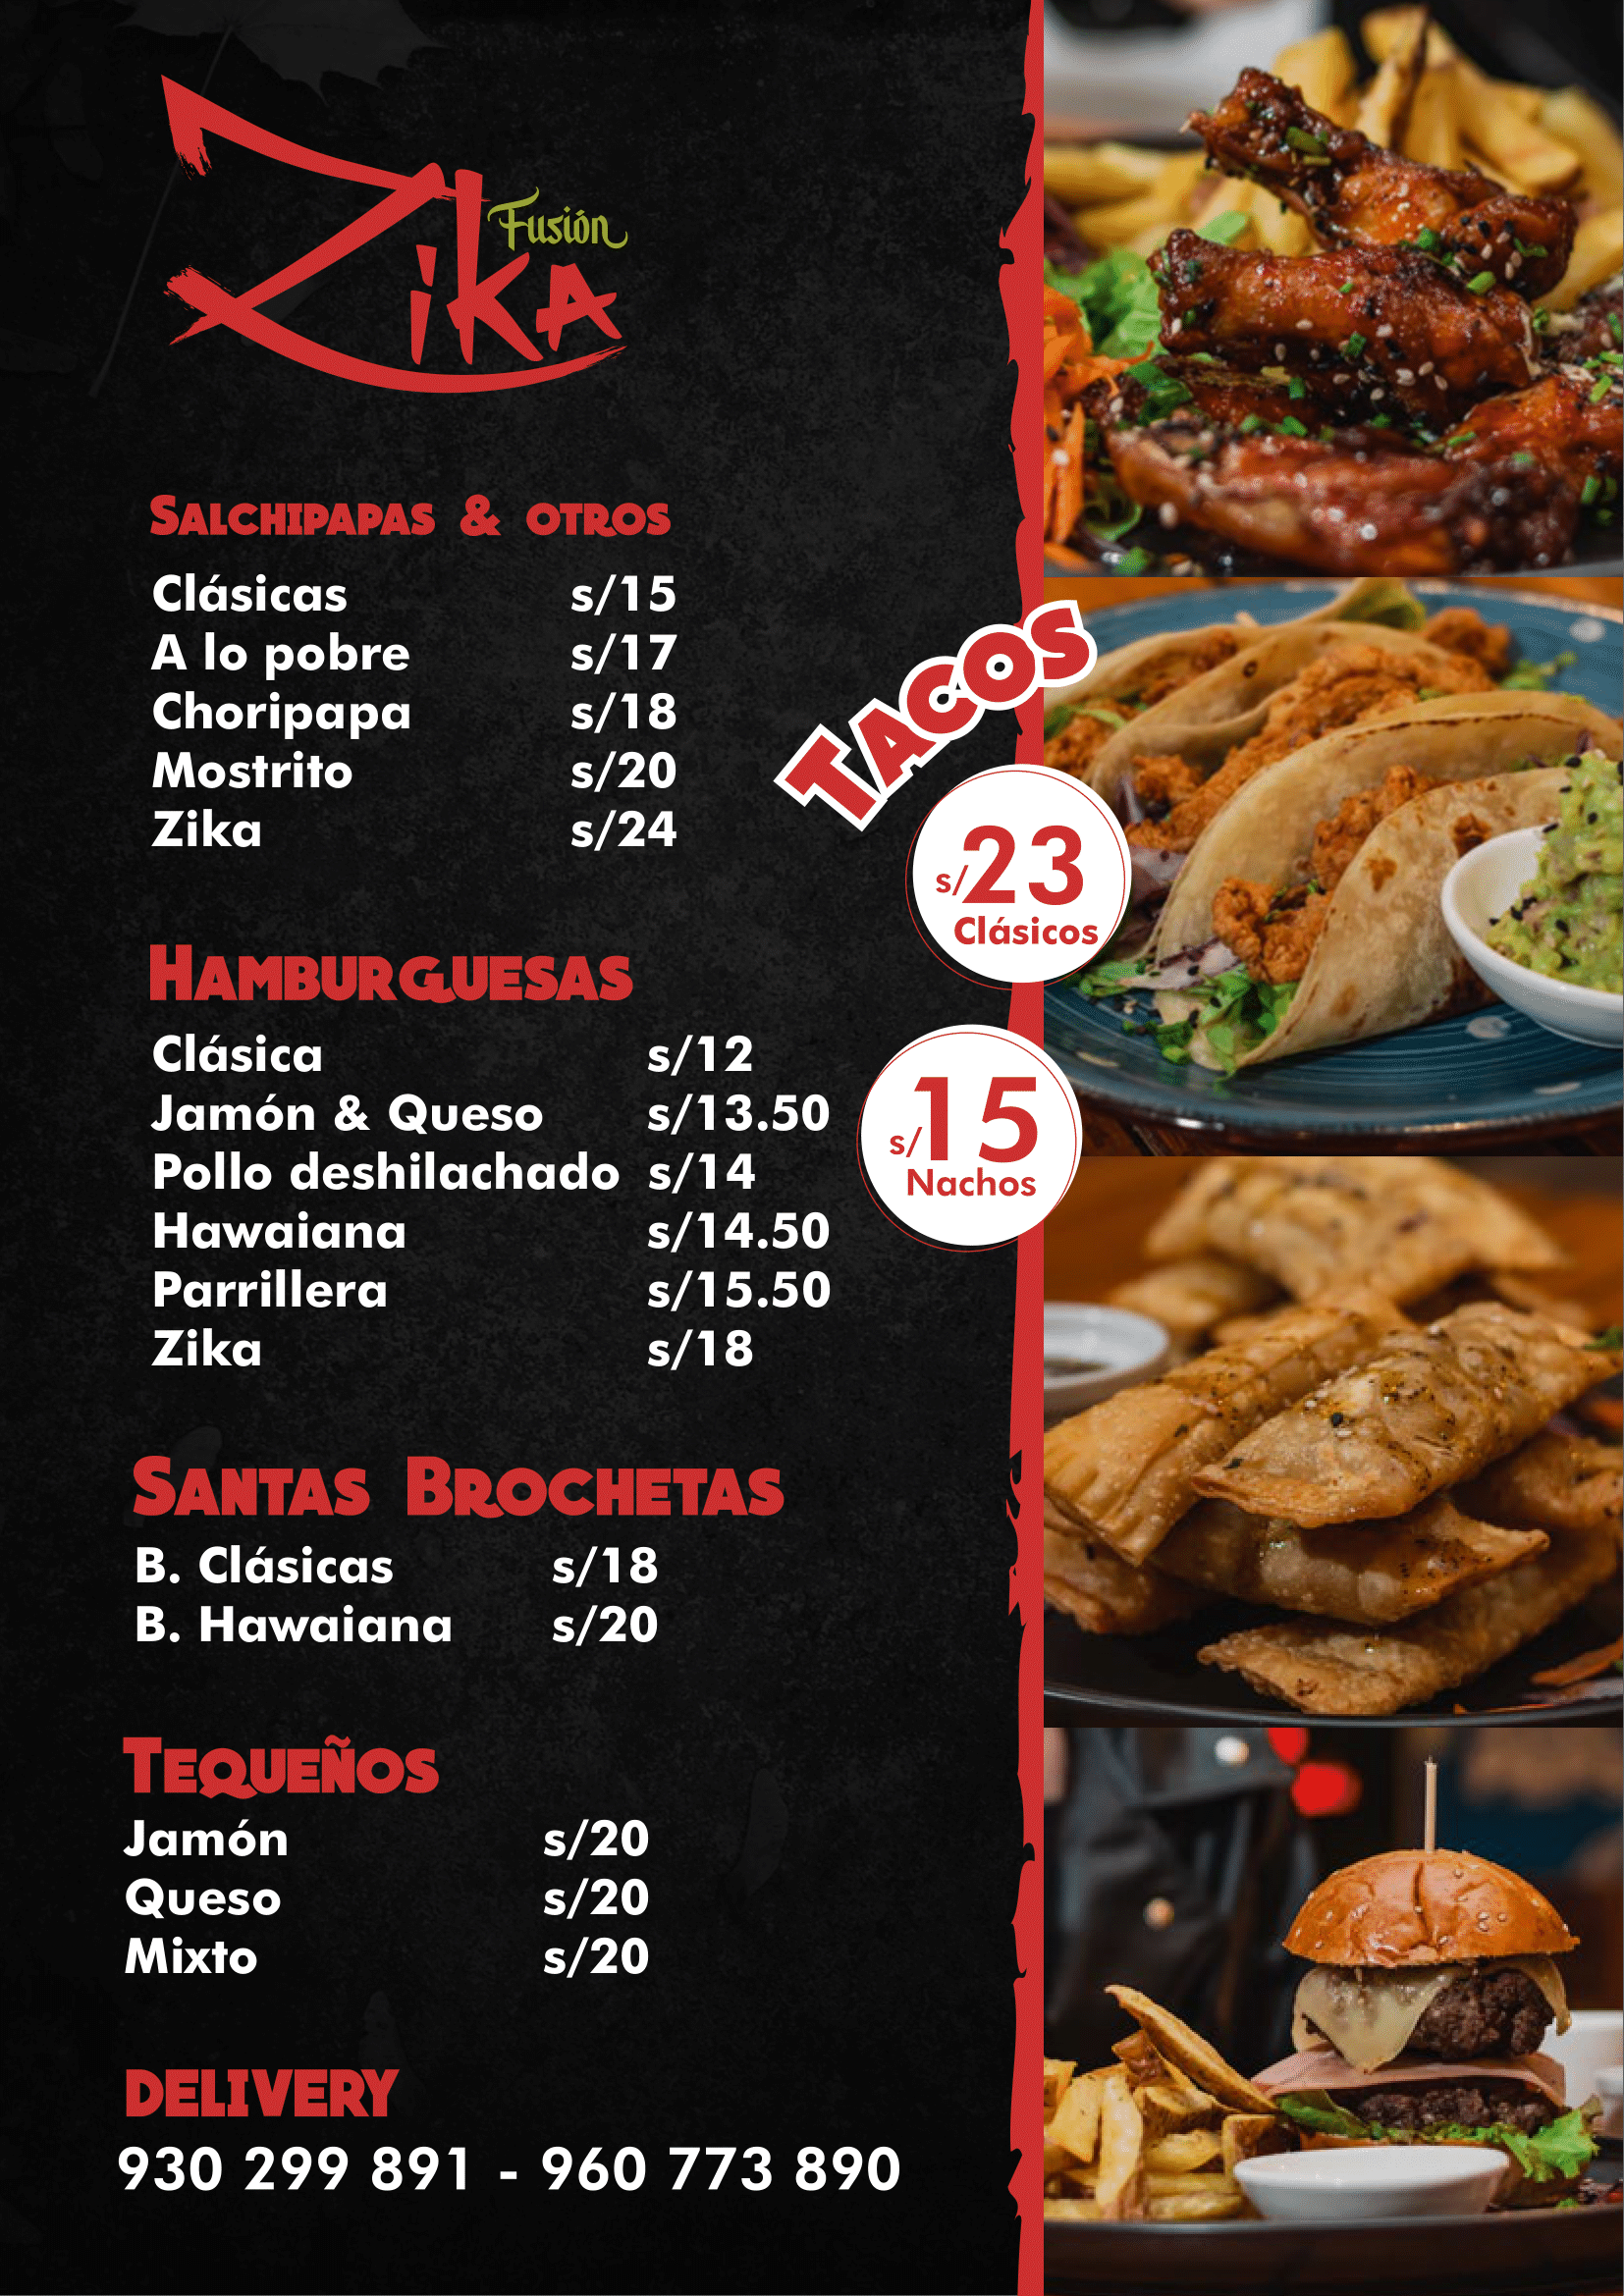 Zika
Fusión
Salchipapas & otros
Clásicas s/15
A lo pobre s/17
Choripapa s/18
Mostrito s/20
Zika s/24
Tacos
s/23
Clásicos
s/15
Nachos
Hamburguesas
Clásica s/12
Jamón & Queso s/13.50
Pollo deshilachado s/14
Hawaiana s/14.50
Parrillera s/15.50
Zika s/18
Santas Brochetas
B. Clásicas s/18
B. Hawaiana s/20
Tequeños
Jamón s/20
Queso s/20
Mixto s/20
DELIVERY
930 299 891 - 960 773 890